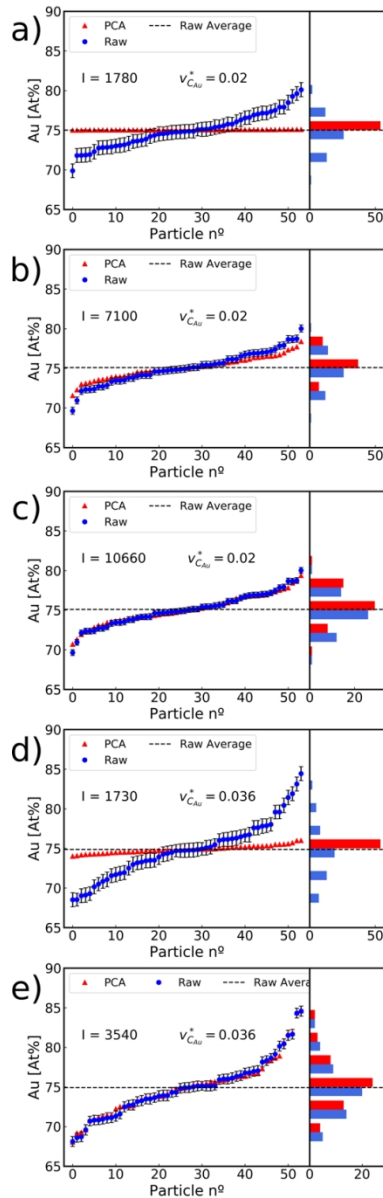 a)
PCA
Raw
Raw Average
I = 1780
v*CAu = 0.02
Au [At%]
90
85
80
75
70
65
0 10 20 30 40 50 0 50
Particle nº
b)
PCA
Raw
Raw Average
I = 7100
v*CAu = 0.02
Au [At%]
90
85
80
75
70
65
0 10 20 30 40 50 0 25
Particle nº
c)
PCA
Raw
Raw Average
I = 10660
v*CAu = 0.02
Au [At%]
90
85
80
75
70
65
0 10 20 30 40 50 0 20
Particle nº
d)
PCA
Raw
Raw Average
I = 1730
v*CAu = 0.036
Au [At%]
90
85
80
75
70
65
0 10 20 30 40 50 0 50
Particle nº
e)
PCA Raw Raw Avera
I = 3540
v*CAu = 0.036
Au [At%]
90
85
80
75
70
65
0 10 20 30 40 50 0 20
Particle nº